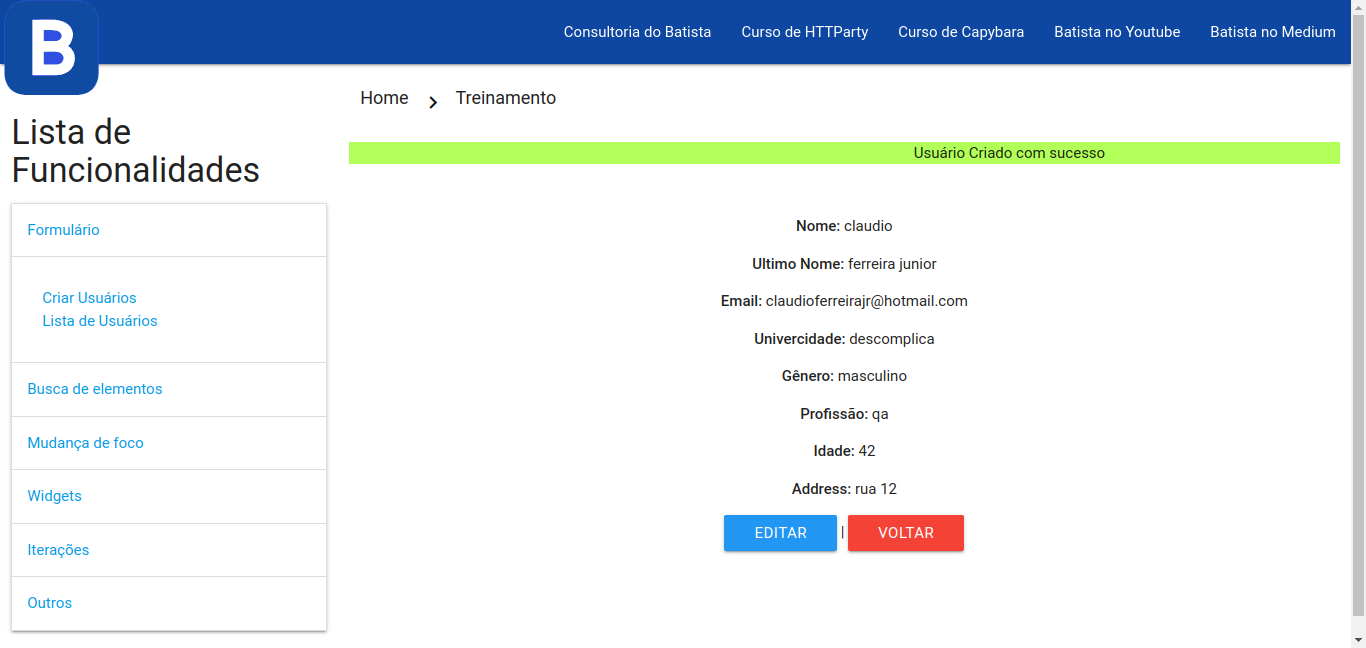 B
Consultoria do Batista
Curso de HTTParty
Curso de Capybara
Batista no Youtube
Batista no Medium
Lista de
Funcionalidades
Formulário
Criar Usuários
Lista de Usuários
Busca de elementos
Mudança de foco
Widgets
Iterações
Outros
Home
Treinamento
Usuário Criado com sucesso
Nome: claudio
Ultimo Nome: ferreira junior
Email: claudioferreirajr@hotmail.com
Univercidade: descomplica
Gênero: masculino
Profissão: qa
Idade: 42
Address: rua 12
EDITAR | VOLTAR